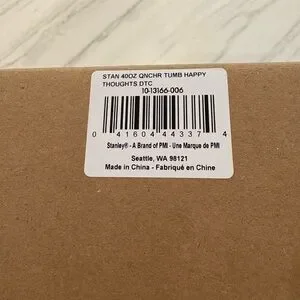 STAN 40OZ QNCHR TUMB HAPPY
THOUGHTS DTC
10-13166-006
0 41604 44337 4
Stanley® - A Brand of PMI - Une Marque de PMI
Seattle, WA 98121
Made in China - Fabriqué en Chine